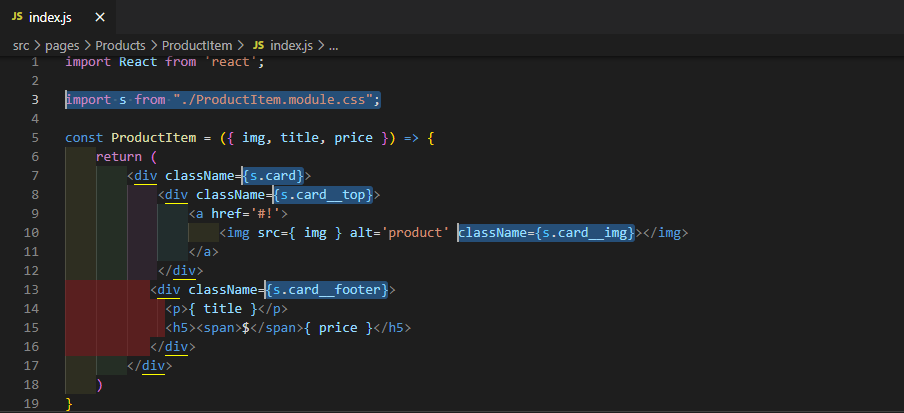 JS index.js ×
src > pages > Products > ProductItem > JS index.js > ...
1 import React from 'react';
2
3 import s from "./ProductItem.module.css";
4
5 const ProductItem = ({ img, title, price }) => {
6     return (
7         <div className={s.card}>
8             <div className={s.card__top}>
9                 <a href='#!'>
10                     <img src={ img } alt='product' className={s.card__img}></img>
11                 </a>
12             </div>
13            <div className={s.card__footer}>
14              <p>{ title }</p>
15              <h5><span>$</span>{ price }</h5>
16            </div>
17         </div>
18     )
19 }